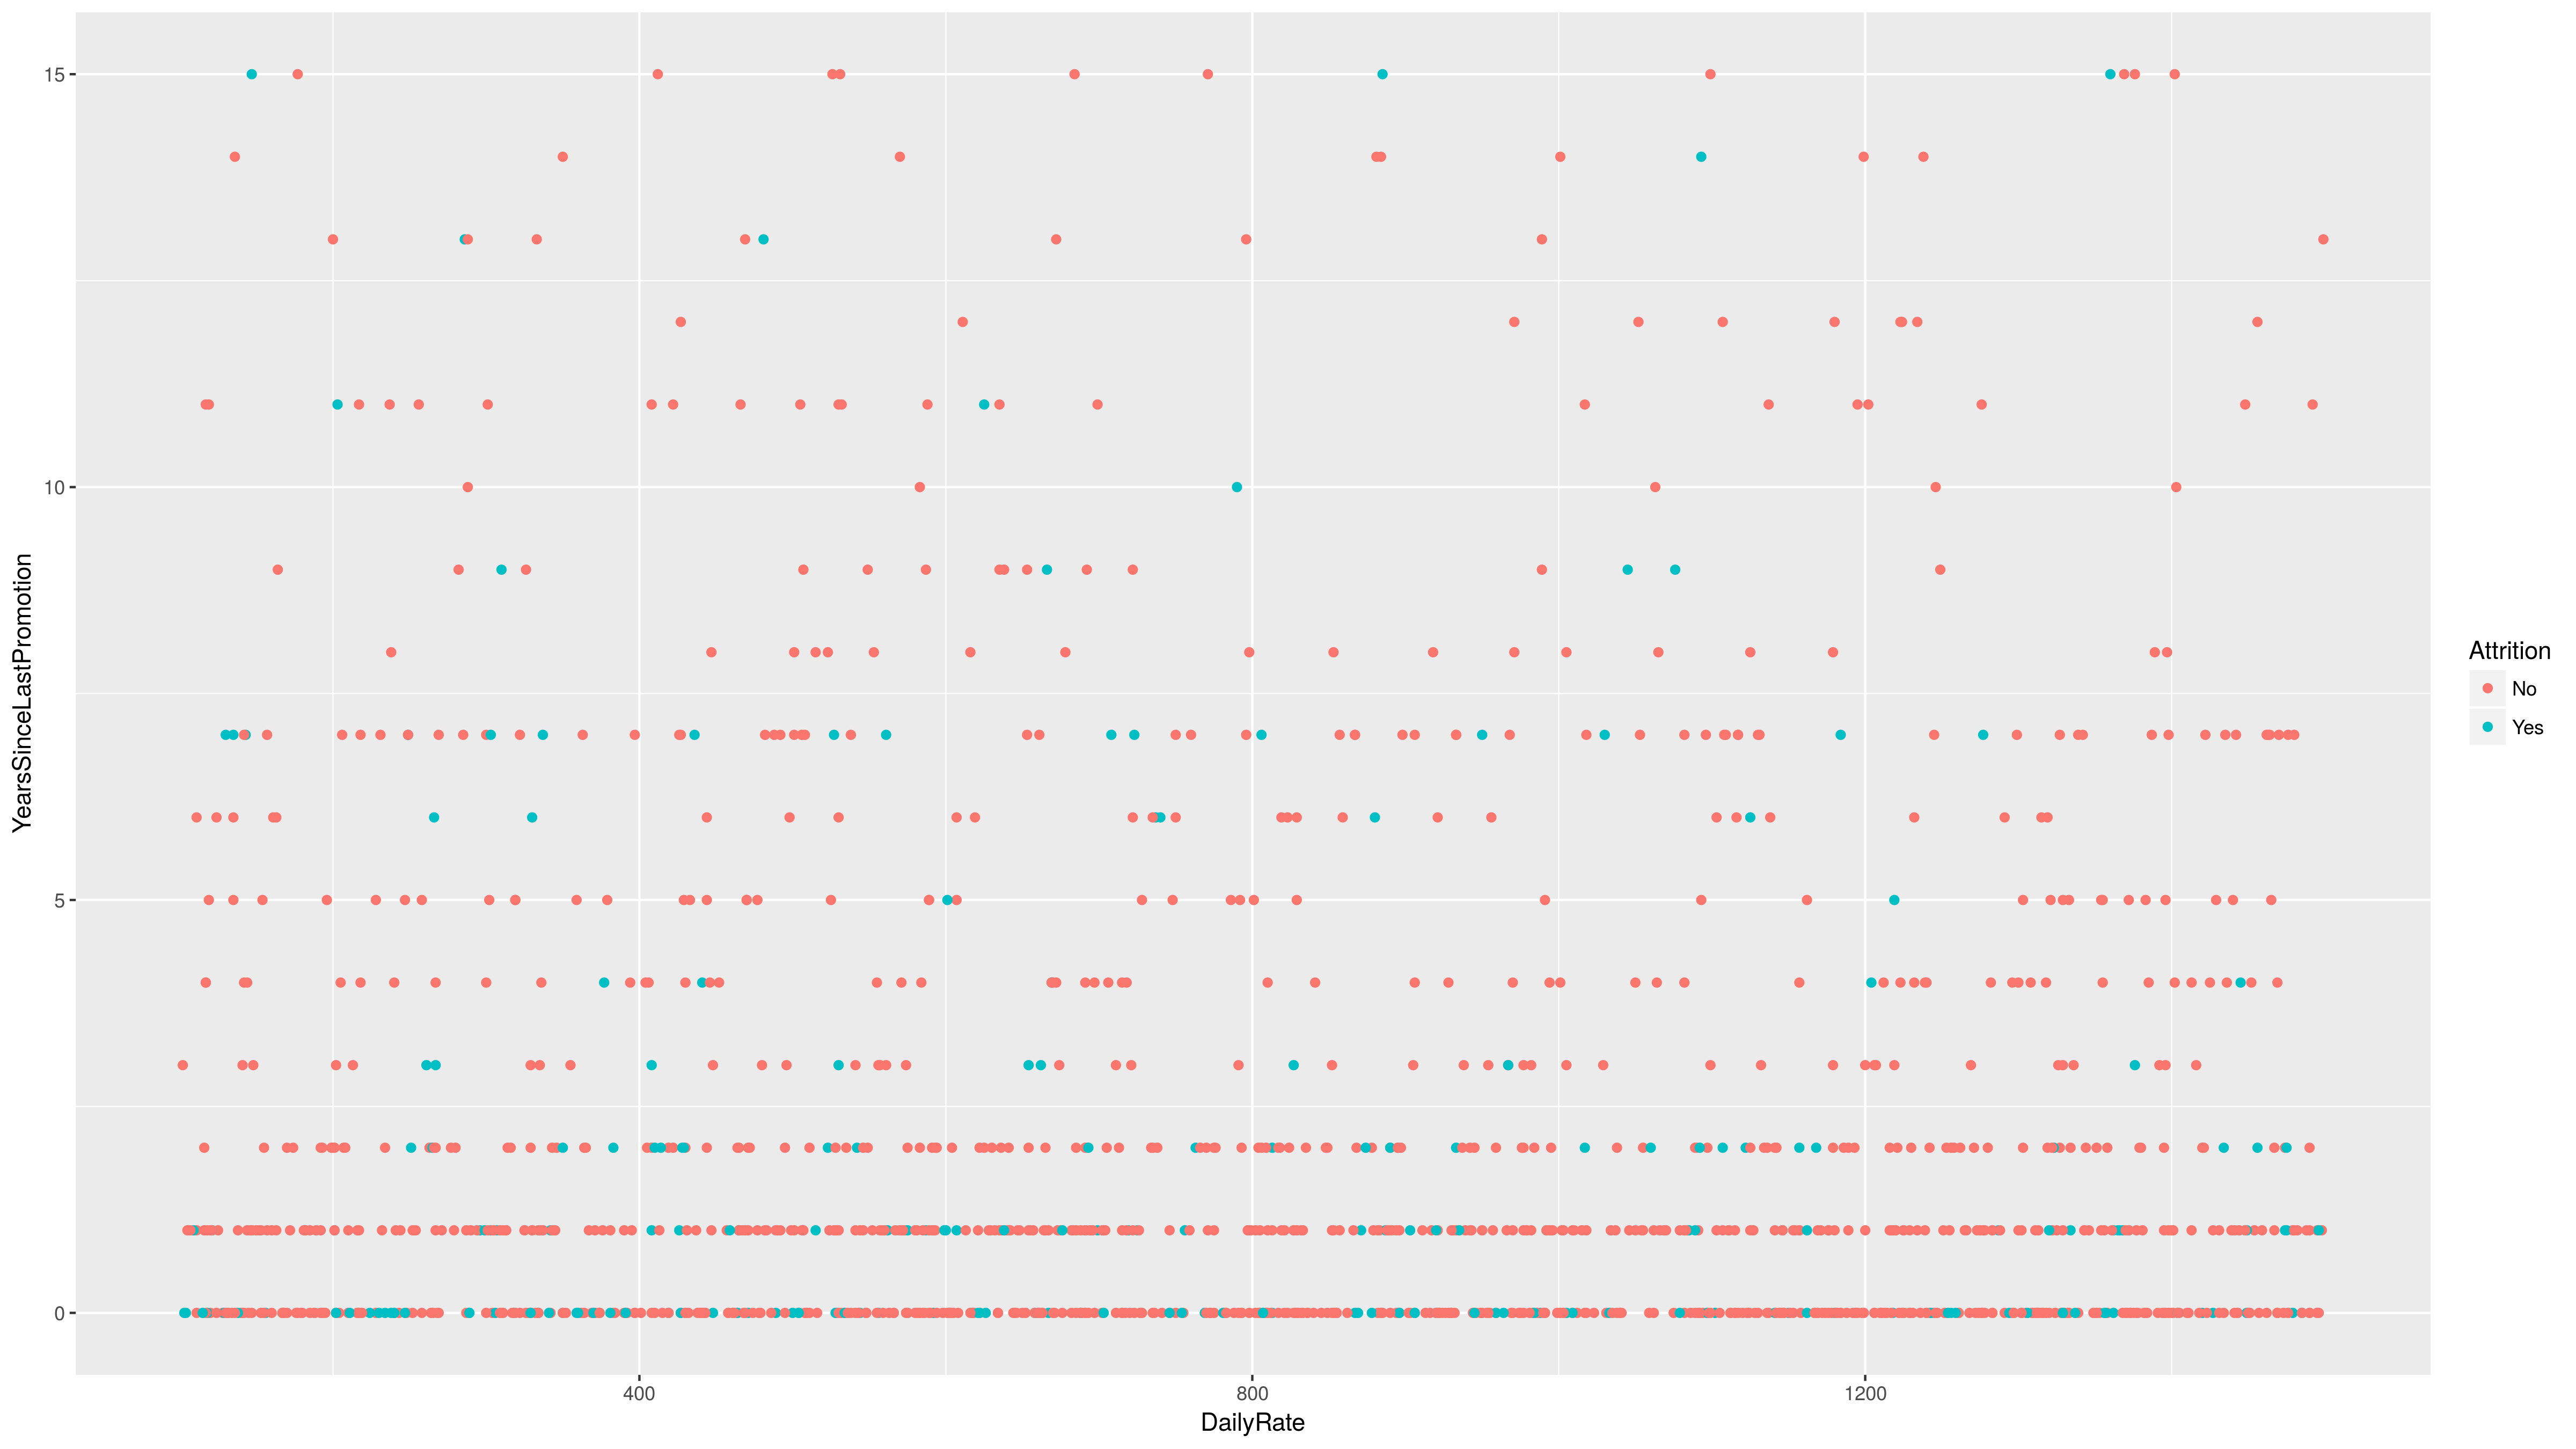 15
10
5
0
YearsSinceLastPromotion
400
800
1200
DailyRate
Attrition
No
Yes